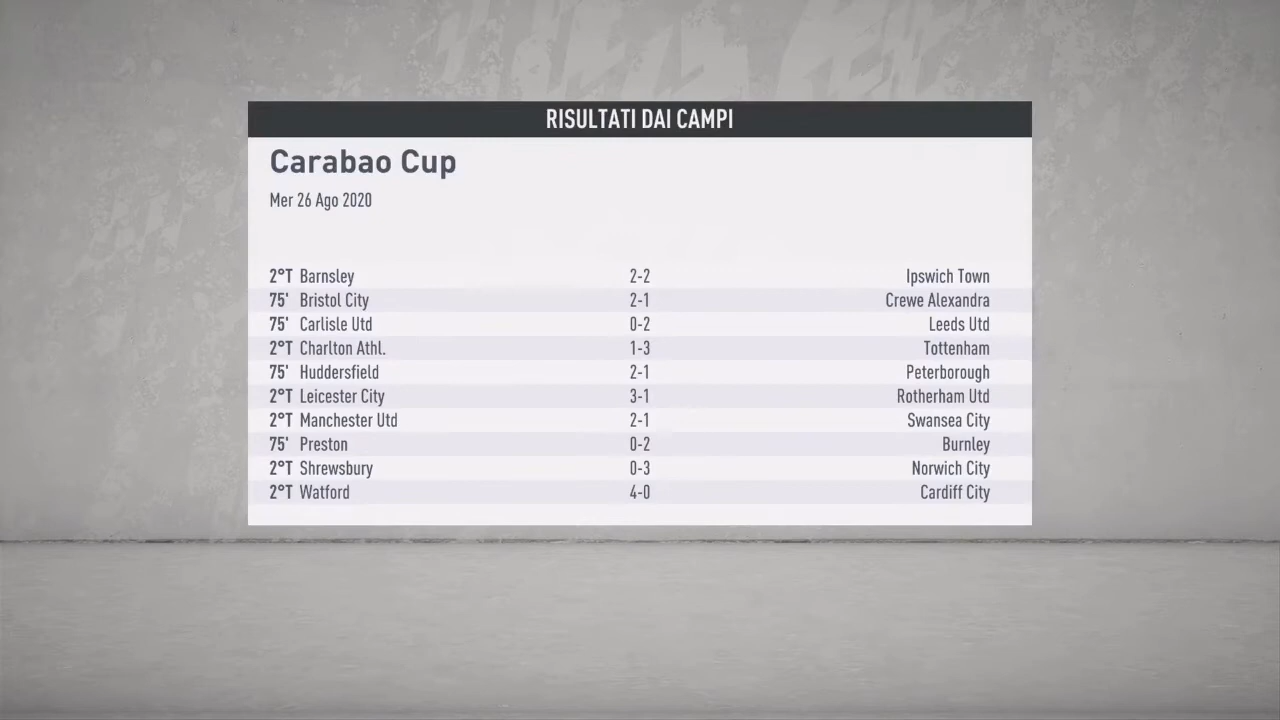 RISULTATI DAI CAMPI
Carabao Cup
Mer 26 Ago 2020
2°T Barnsley 2-2 Ipswich Town
75' Bristol City 2-1 Crewe Alexandra
75' Carlisle Utd 0-2 Leeds Utd
2°T Charlton Athl. 1-3 Tottenham
75' Huddersfield 2-1 Peterborough
2°T Leicester City 3-1 Rotherham Utd
2°T Manchester Utd 2-1 Swansea City
75' Preston 0-2 Burnley
2°T Shrewsbury 0-3 Norwich City
2°T Watford 4-0 Cardiff City